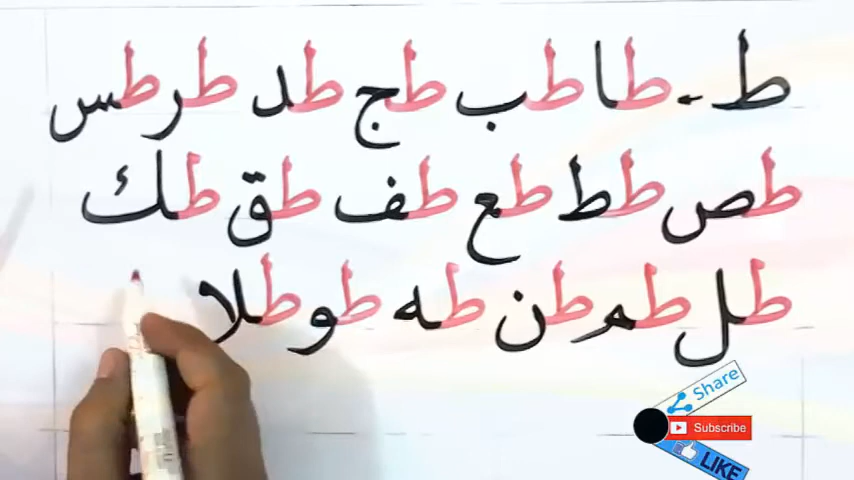 ط - طا طب طج طد طر طس
طص طط طع طف طق طك
طل طم طن طه طو طلا
Share
Subscribe
LIKE